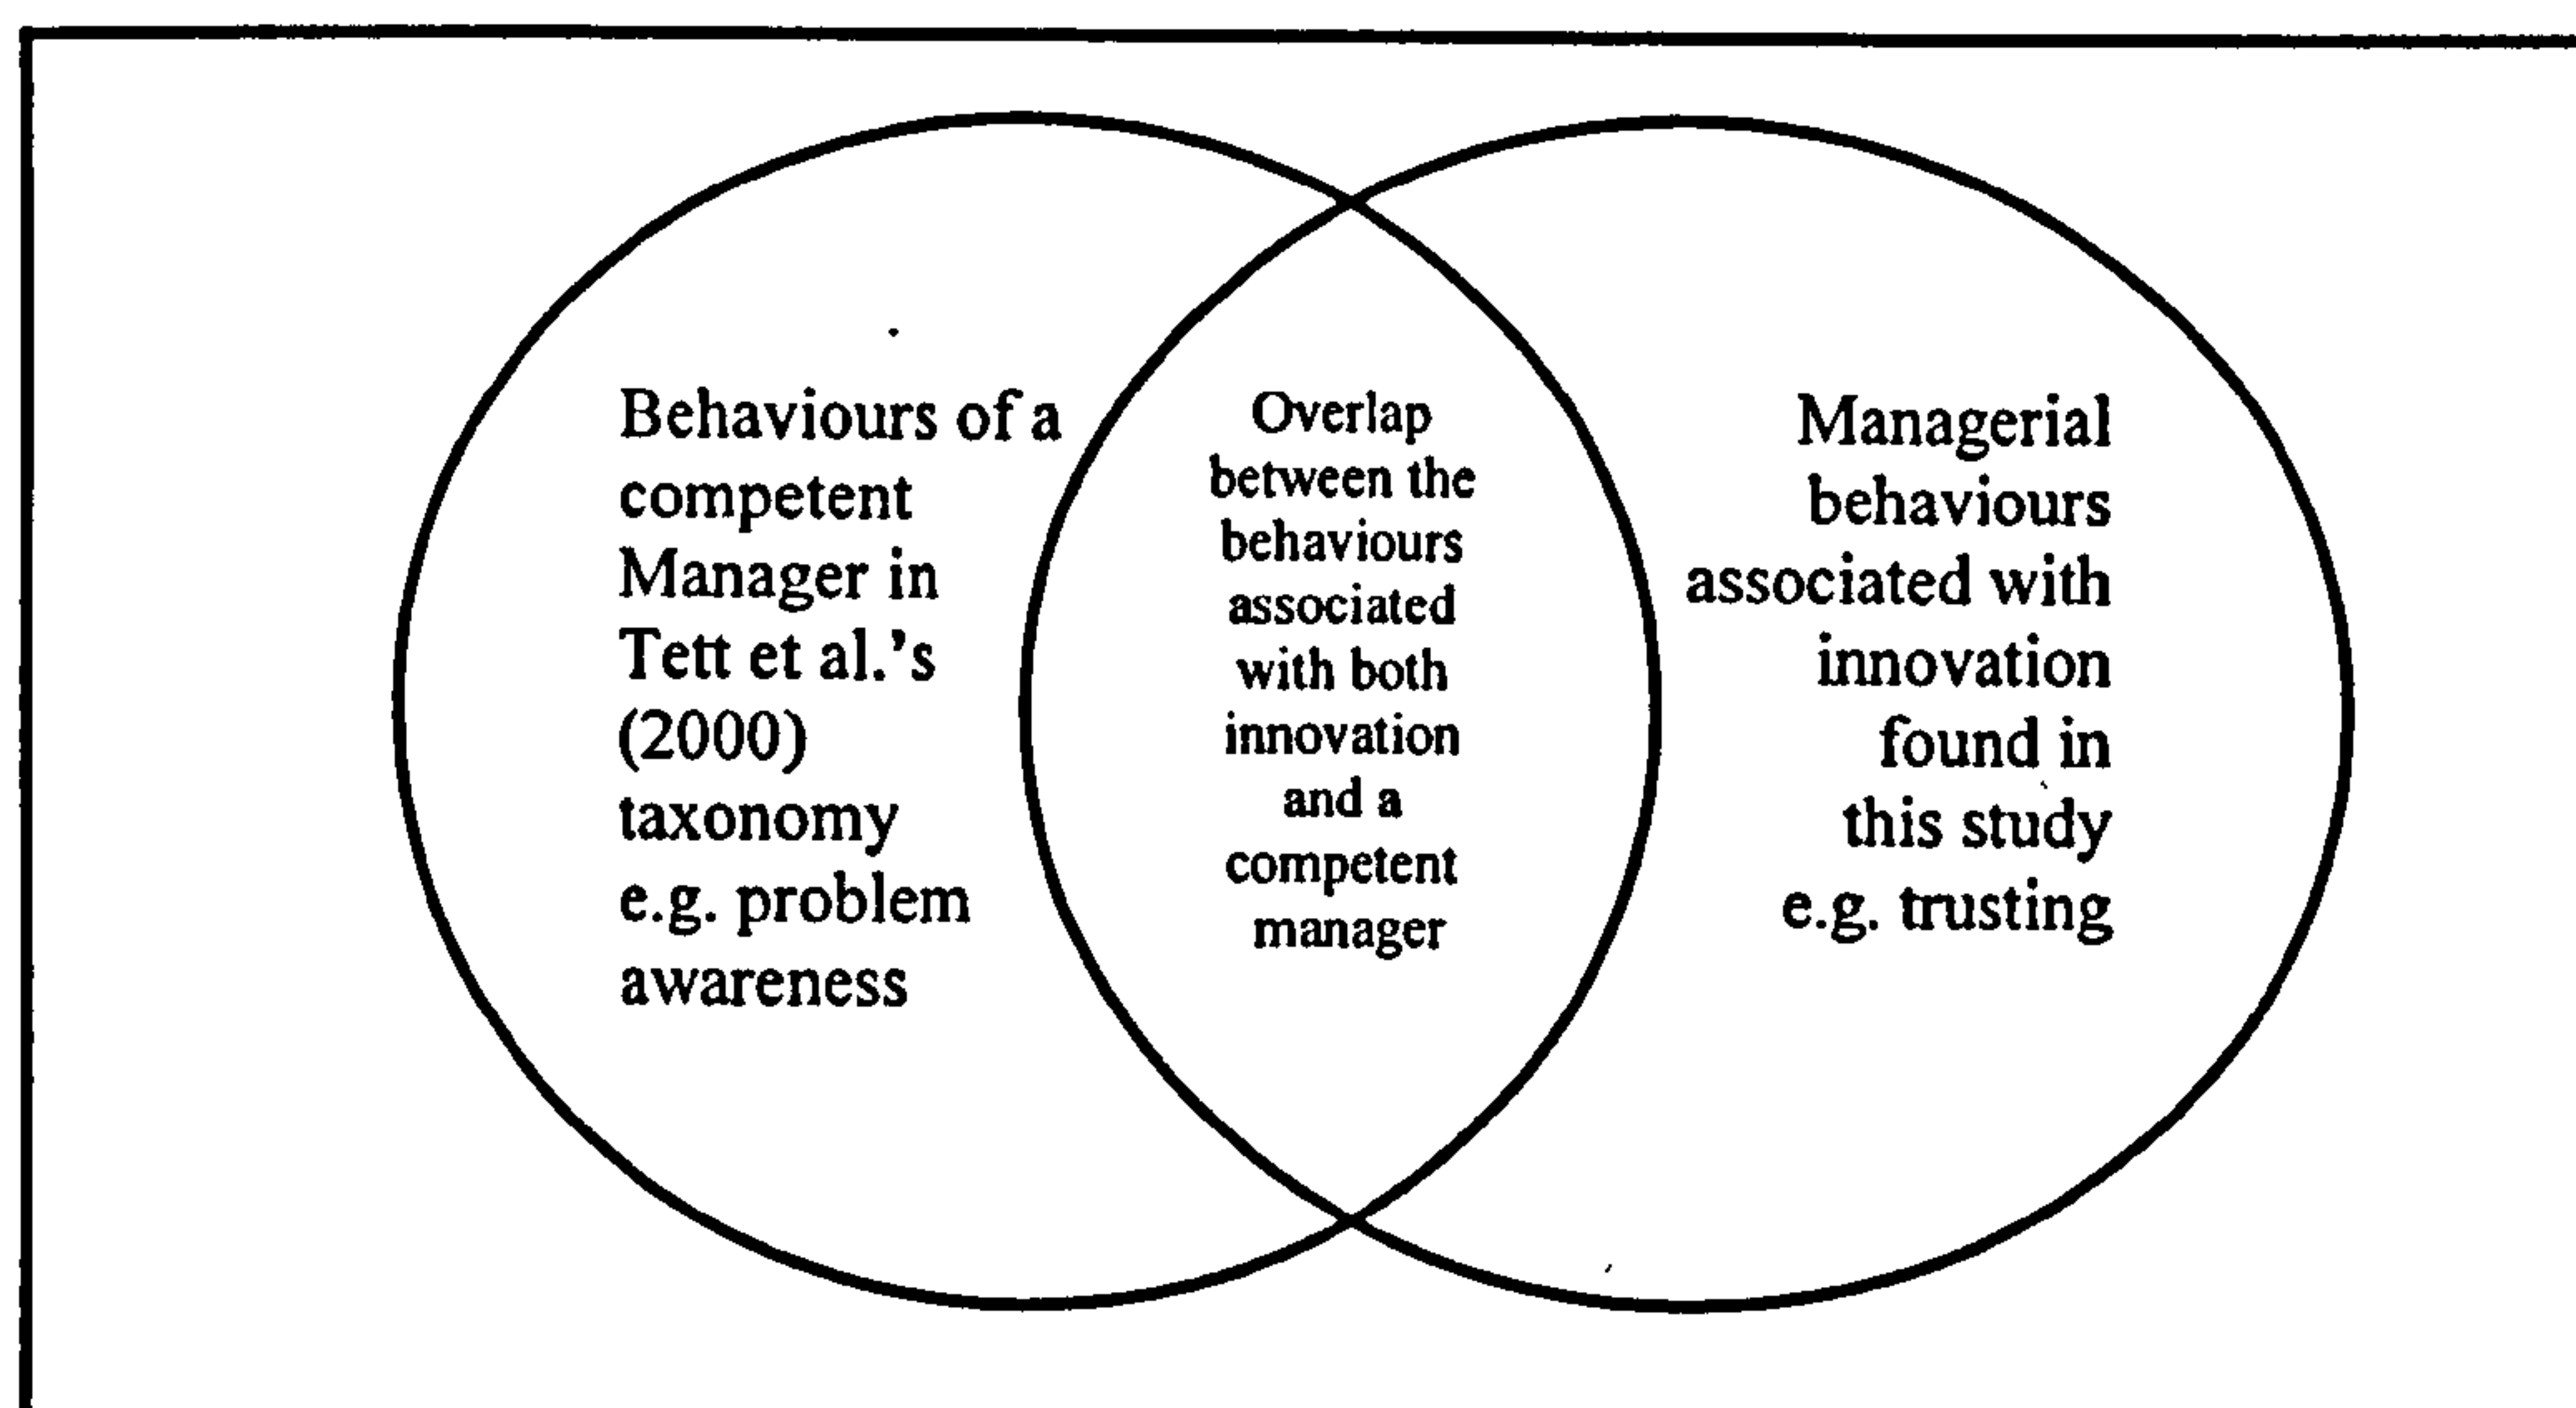 Behaviours of a
competent
Manager in
Tett et al.'s
(2000)
taxonomy
e.g. problem
awareness
Overlap
between the
behaviours
associated
with both
innovation
and a
competent
manager
Managerial
behaviours
associated with
innovation
found in
this study
e.g. trusting